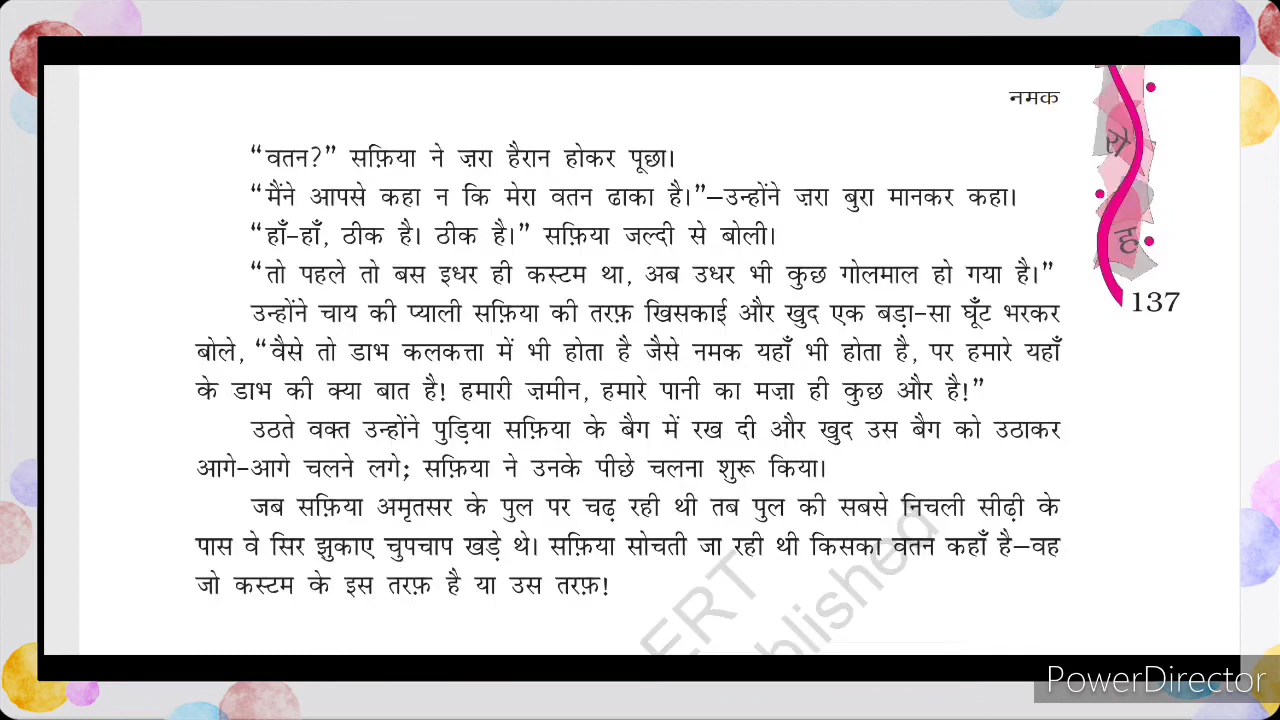 नमक
“वतन?” सफ़िया ने ज़रा हैरान होकर पूछा।
“मैंने आपसे कहा न कि मेरा वतन ढाका है।”–उन्होंने ज़रा बुरा मानकर कहा।
“हाँ-हाँ, ठीक है। ठीक है।” सफ़िया जल्दी से बोली।
“तो पहले तो बस इधर ही कस्टम था, अब उधर भी कुछ गोलमाल हो गया है।”
137
उन्होंने चाय की प्याली सफ़िया की तरफ़ खिसकाई और खुद एक बड़ा-सा घूँट भरकर
बोले, “वैसे तो डाभ कलकत्ता में भी होता है जैसे नमक यहाँ भी होता है, पर हमारे यहाँ
के डाभ की क्या बात है! हमारी ज़मीन, हमारे पानी का मज़ा ही कुछ और है!”
उठते वक्त उन्होंने पुड़िया सफ़िया के बैग में रख दी और खुद उस बैग को उठाकर
आगे-आगे चलने लगे; सफ़िया ने उनके पीछे चलना शुरू किया।
जब सफ़िया अमृतसर के पुल पर चढ़ रही थी तब पुल की सबसे निचली सीढ़ी के
पास वे सिर झुकाए चुपचाप खड़े थे। सफ़िया सोचती जा रही थी किसका वतन कहाँ है–वह
जो कस्टम के इस तरफ़ है या उस तरफ़!
ERT
blished
PowerDirector